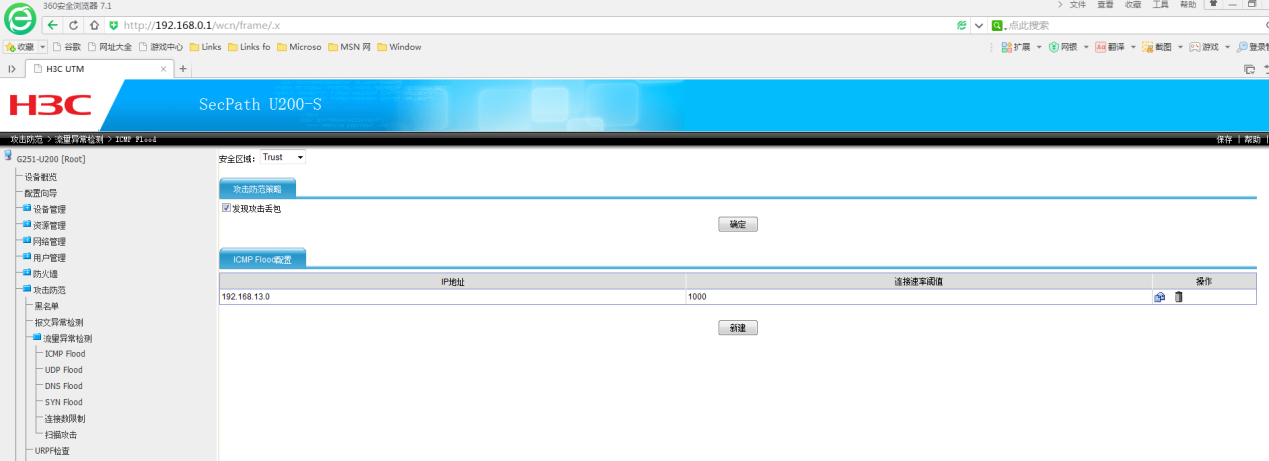 360安全浏览器 7.1
文件 查看 收藏 工具 帮助
http://192.168.0.1/wcn/frame/.x
点此搜索
收藏 谷歌 网址大全 游戏中心 Links Links fo Microso MSN 网 Window
扩展 网银 翻译 截图 游戏 登录管
H3C UTM
H3C SecPath U200-S
攻击防范 > 流量异常检测 > ICMP Flood
保存 | 帮助 |
G251-U200 [Root]
设备概览
配置向导
设备管理
资源管理
网络管理
用户管理
防火墙
攻击防范
黑名单
报文异常检测
流量异常检测
ICMP Flood
UDP Flood
DNS Flood
SYN Flood
连接数限制
扫描攻击
URPF检查
安全区域: Trust
攻击防范策略
发现攻击丢包
确定
ICMP Flood配置
IP地址 连接速率阈值 操作
192.168.13.0 1000
新建